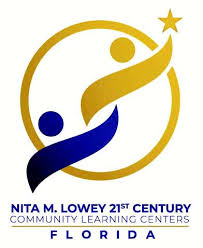 NITA M. LOWEY 21ST CENTURY
COMMUNITY LEARNING CENTERS
FLORIDA